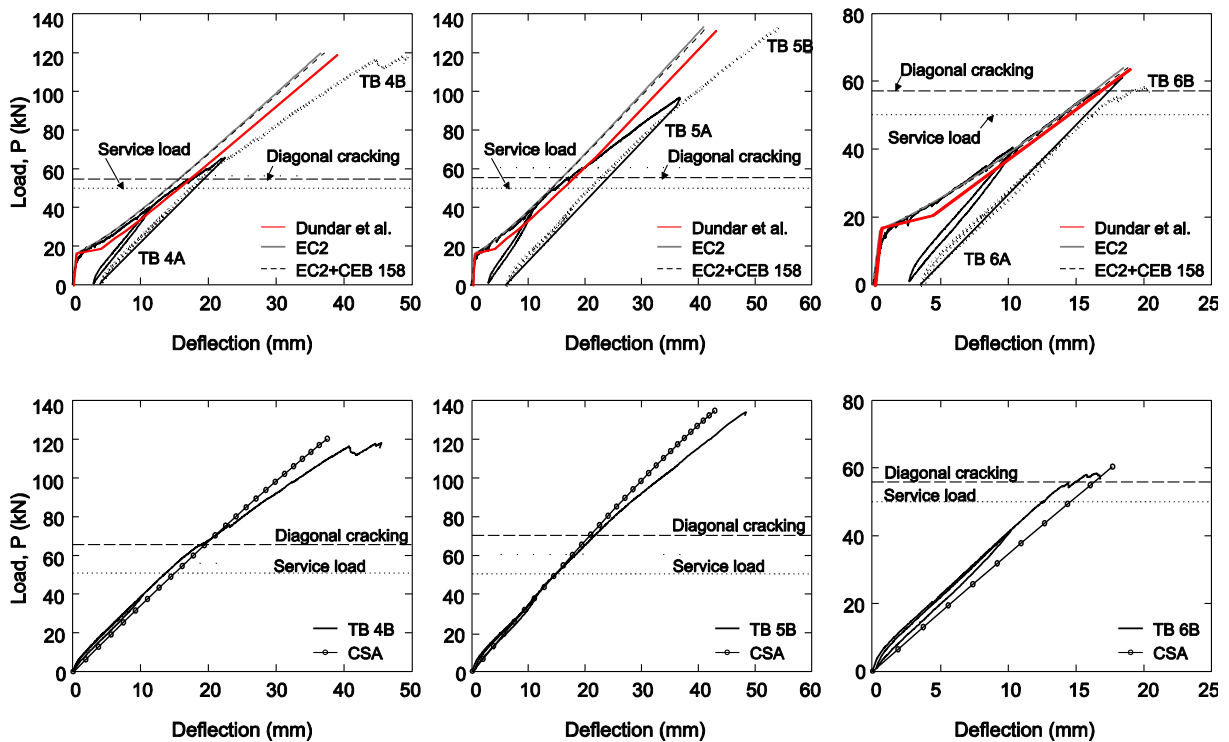 140
120
100
80
60
40
20
0
Load, P (kN)
TB 4B
Service load
Diagonal cracking
TB 4A
Dundar et al.
EC2
EC2+CEB 158
0 10 20 30 40 50
Deflection (mm)
140
120
100
80
60
40
20
0
TB 5B
TB 5A
Service load
Diagonal cracking
Dundar et al.
EC2
EC2+CEB 158
0 10 20 30 40 50 60
Deflection (mm)
80
60
40
20
0
Diagonal cracking
TB 6B
Service load
TB 6A
Dundar et al.
EC2
EC2+CEB 158
0 5 10 15 20 25
Deflection (mm)
140
120
100
80
60
40
20
0
Load, P (kN)
Diagonal cracking
Service load
TB 4B
CSA
0 10 20 30 40 50
Deflection (mm)
140
120
100
80
60
40
20
0
Diagonal cracking
Service load
TB 5B
CSA
0 10 20 30 40 50 60
Deflection (mm)
80
60
40
20
0
Diagonal cracking
Service load
TB 6B
CSA
0 5 10 15 20 25
Deflection (mm)